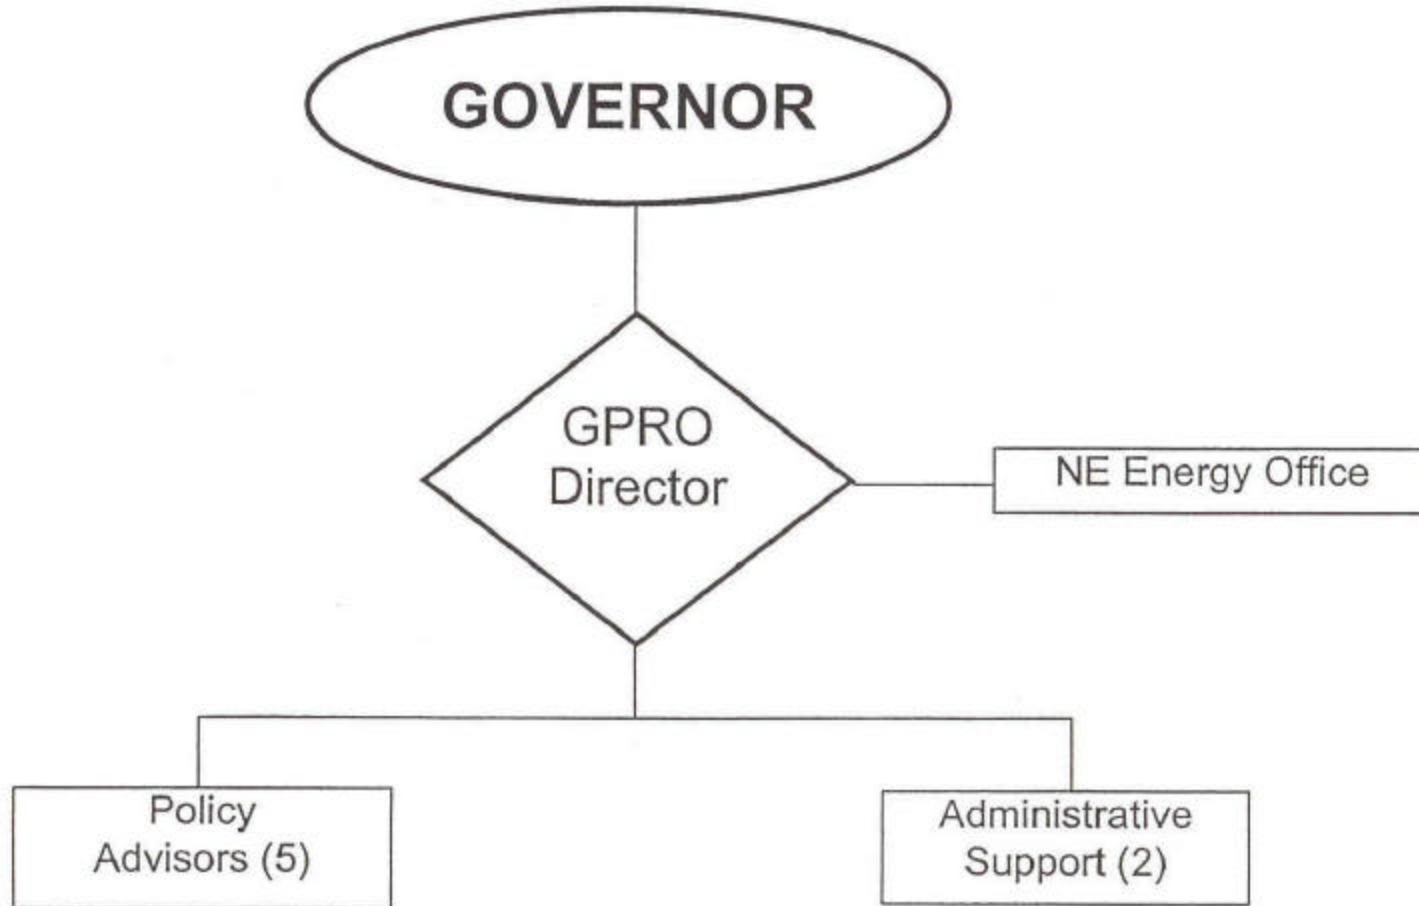 GOVERNOR
GPRO
Director
NE Energy Office
Policy
Advisors (5)
Administrative
Support (2)